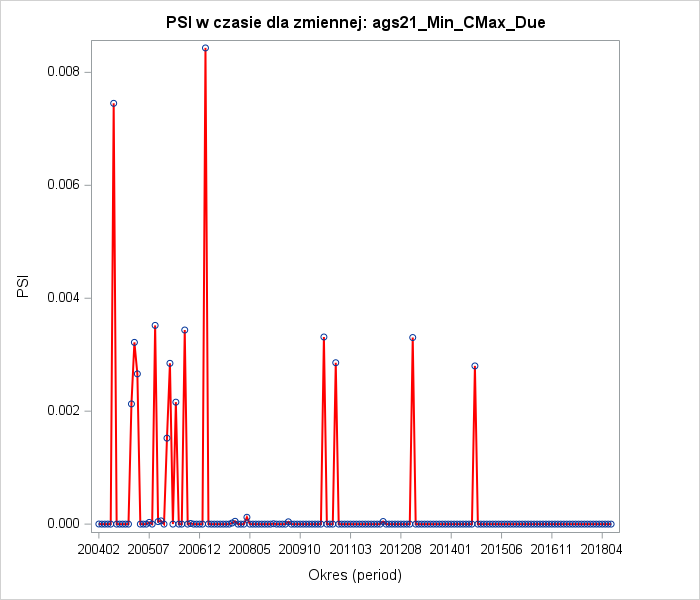 PSI w czasie dla zmiennej: ags21_Min_CMax_Due
0.008
0.006
0.004
0.002
0.000
PSI
200402 200507 200612 200805 200910 201103 201208 201401 201506 201611 201804
Okres (period)